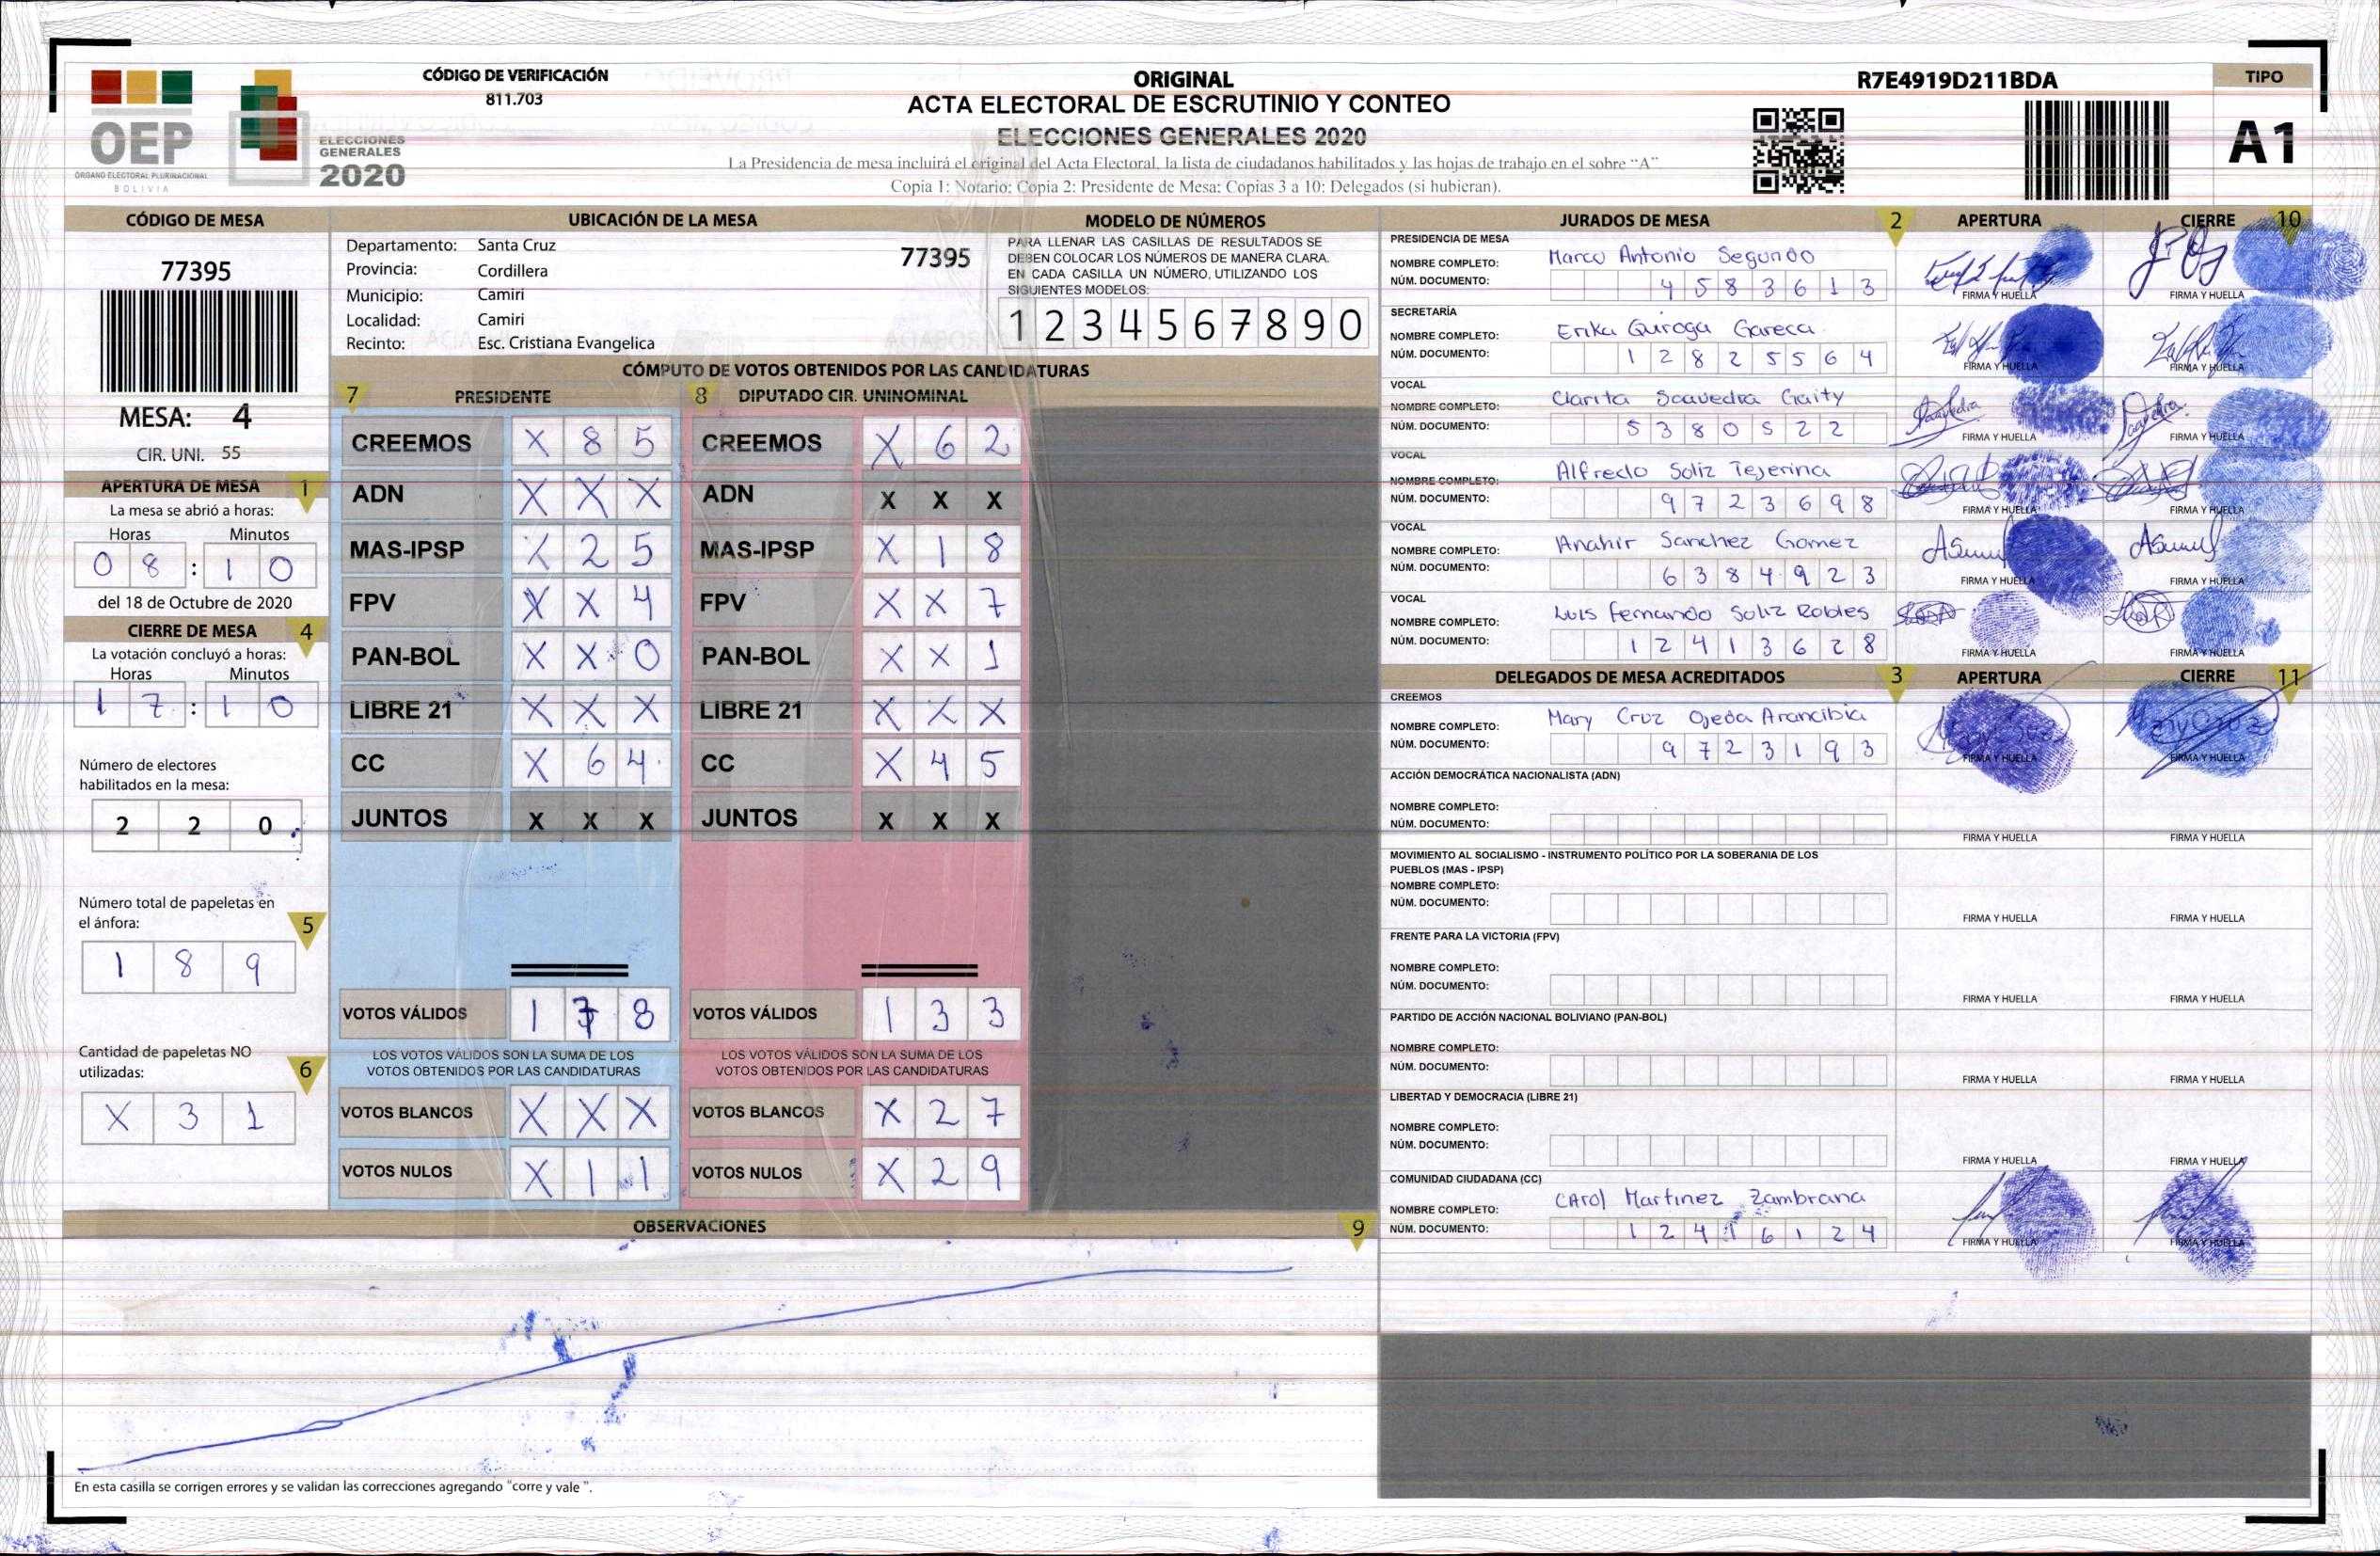 OEP
ÓRGANO ELECTORAL PLURINACIONAL
BOLIVIA
ELECCIONES
GENERALES
2020
CÓDIGO DE VERIFICACIÓN
811.703
ORIGINAL
ACTA ELECTORAL DE ESCRUTINIO Y CONTEO
ELECCIONES GENERALES 2020
La Presidencia de mesa incluirá el original del Acta Electoral, la lista de ciudadanos habilitados y las hojas de trabajo en el sobre "A"
Copia 1: Notario; Copia 2: Presidente de Mesa; Copias 3 a 10: Delegados (si hubieran).
R7E4919D211BDA
TIPO
A1
CÓDIGO DE MESA
77395
MESA: 4
CIR. UNI. 55
APERTURA DE MESA 1
La mesa se abrió a horas:
Horas Minutos
0 8 : 1 0
del 18 de Octubre de 2020
CIERRE DE MESA 4
La votación concluyó a horas:
Horas Minutos
1 7 : 1 0
Número de electores
habilitados en la mesa:
2 2 0
Número total de papeletas en
el ánfora: 5
1 8 9
Cantidad de papeletas NO
utilizadas: 6
X 3 1
UBICACIÓN DE LA MESA
Departamento: Santa Cruz
Provincia: Cordillera
Municipio: Camiri
Localidad: Camiri
Recinto: Esc. Cristiana Evangelica
77395
MODELO DE NÚMEROS
PARA LLENAR LAS CASILLAS DE RESULTADOS SE
DEBEN COLOCAR LOS NÚMEROS DE MANERA CLARA.
EN CADA CASILLA UN NÚMERO, UTILIZANDO LOS
SIGUIENTES MODELOS:
1 2 3 4 5 6 7 8 9 0
CÓMPUTO DE VOTOS OBTENIDOS POR LAS CANDIDATURAS
7 PRESIDENTE 8 DIPUTADO CIR. UNINOMINAL
CREEMOS X 8 5 CREEMOS X 6 2
ADN X X X ADN X X X
MAS-IPSP X 2 5 MAS-IPSP X 1 8
FPV X X 4 FPV X X 7
PAN-BOL X X 0 PAN-BOL X X 1
LIBRE 21 X X X LIBRE 21 X X X
CC X 6 4 CC X 4 5
JUNTOS X X X JUNTOS X X X
VOTOS VÁLIDOS 1 7 8 VOTOS VÁLIDOS 1 3 3
LOS VOTOS VÁLIDOS SON LA SUMA DE LOS LOS VOTOS VÁLIDOS SON LA SUMA DE LOS
VOTOS OBTENIDOS POR LAS CANDIDATURAS VOTOS OBTENIDOS POR LAS CANDIDATURAS
VOTOS BLANCOS X X X VOTOS BLANCOS X 2 7
VOTOS NULOS X 1 1 VOTOS NULOS X 2 9
OBSERVACIONES 9
En esta casilla se corrigen errores y se validan las correcciones agregando "corre y vale".
JURADOS DE MESA 2 APERTURA CIERRE 10
PRESIDENCIA DE MESA
NOMBRE COMPLETO: Marco Antonio Segundo
NÚM. DOCUMENTO: 4 5 8 3 6 1 3
FIRMA Y HUELLA FIRMA Y HUELLA
SECRETARÍA
NOMBRE COMPLETO: Erika Quiroga Gareca
NÚM. DOCUMENTO: 1 2 8 2 5 5 6 4
FIRMA Y HUELLA FIRMA Y HUELLA
VOCAL
NOMBRE COMPLETO: Clarita Saavedra Gaity
NÚM. DOCUMENTO: 5 3 8 0 5 2 2
FIRMA Y HUELLA FIRMA Y HUELLA
VOCAL
NOMBRE COMPLETO: Alfredo Soliz Tejerina
NÚM. DOCUMENTO: 9 7 2 3 6 9 8
FIRMA Y HUELLA FIRMA Y HUELLA
VOCAL
NOMBRE COMPLETO: Anahir Sanchez Gomez
NÚM. DOCUMENTO: 6 3 8 4 9 2 3
FIRMA Y HUELLA FIRMA Y HUELLA
VOCAL
NOMBRE COMPLETO: Luis Fernando Soliz Robles
NÚM. DOCUMENTO: 1 2 4 1 3 6 2 8
FIRMA Y HUELLA FIRMA Y HUELLA
DELEGADOS DE MESA ACREDITADOS 3 APERTURA CIERRE 11
CREEMOS
NOMBRE COMPLETO: Mary Cruz Ojeda Arancibia
NÚM. DOCUMENTO: 9 7 2 3 1 9 3
FIRMA Y HUELLA FIRMA Y HUELLA
ACCIÓN DEMOCRÁTICA NACIONALISTA (ADN)
NOMBRE COMPLETO:
NÚM. DOCUMENTO:
FIRMA Y HUELLA FIRMA Y HUELLA
MOVIMIENTO AL SOCIALISMO - INSTRUMENTO POLÍTICO POR LA SOBERANIA DE LOS
PUEBLOS (MAS - IPSP)
NOMBRE COMPLETO:
NÚM. DOCUMENTO:
FIRMA Y HUELLA FIRMA Y HUELLA
FRENTE PARA LA VICTORIA (FPV)
NOMBRE COMPLETO:
NÚM. DOCUMENTO:
FIRMA Y HUELLA FIRMA Y HUELLA
PARTIDO DE ACCIÓN NACIONAL BOLIVIANO (PAN-BOL)
NOMBRE COMPLETO:
NÚM. DOCUMENTO:
FIRMA Y HUELLA FIRMA Y HUELLA
LIBERTAD Y DEMOCRACIA (LIBRE 21)
NOMBRE COMPLETO:
NÚM. DOCUMENTO:
FIRMA Y HUELLA FIRMA Y HUELLA
COMUNIDAD CIUDADANA (CC)
NOMBRE COMPLETO: CArol Martinez Zambrana
NÚM. DOCUMENTO: 1 2 4 1 6 1 2 4
FIRMA Y HUELLA FIRMA Y HUELLA